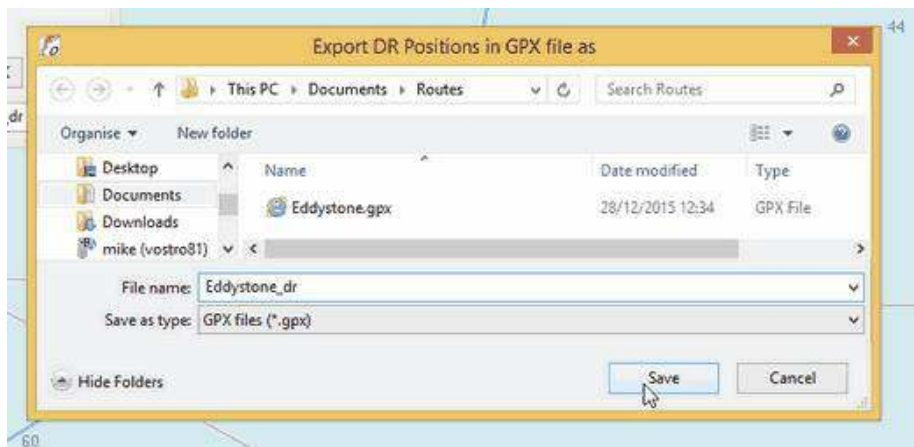 44
Export DR Positions in GPX file as
dr
This PC Documents Routes Search Routes
Organise New folder
Desktop Name Date modified Type
Documents
Eddystone.gpx 28/12/2015 12:34 GPX File
Downloads
mike (vostro81)
File name: Eddystone_dr
Save as type: GPX files (*.gpx)
Hide Folders Save Cancel
60